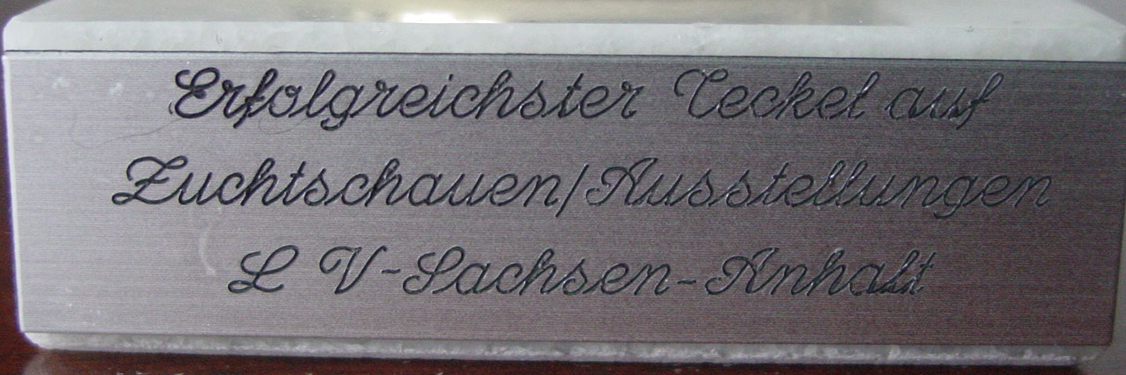 Erfolgreichster Teckel auf
Zuchtschauen/Ausstellungen
L V-Sachsen-Anhalt